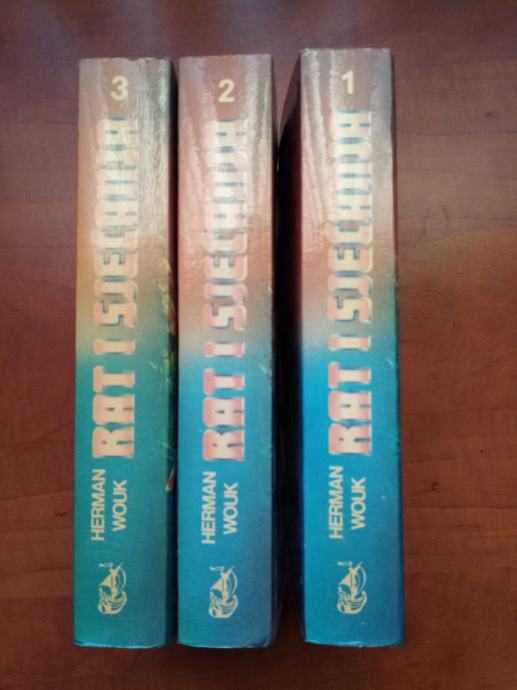 3
RAT I SJEĆANJA
HERMAN
WOUK
2
RAT I SJEĆANJA
HERMAN
WOUK
1
RAT I SJEĆANJA
HERMAN
WOUK